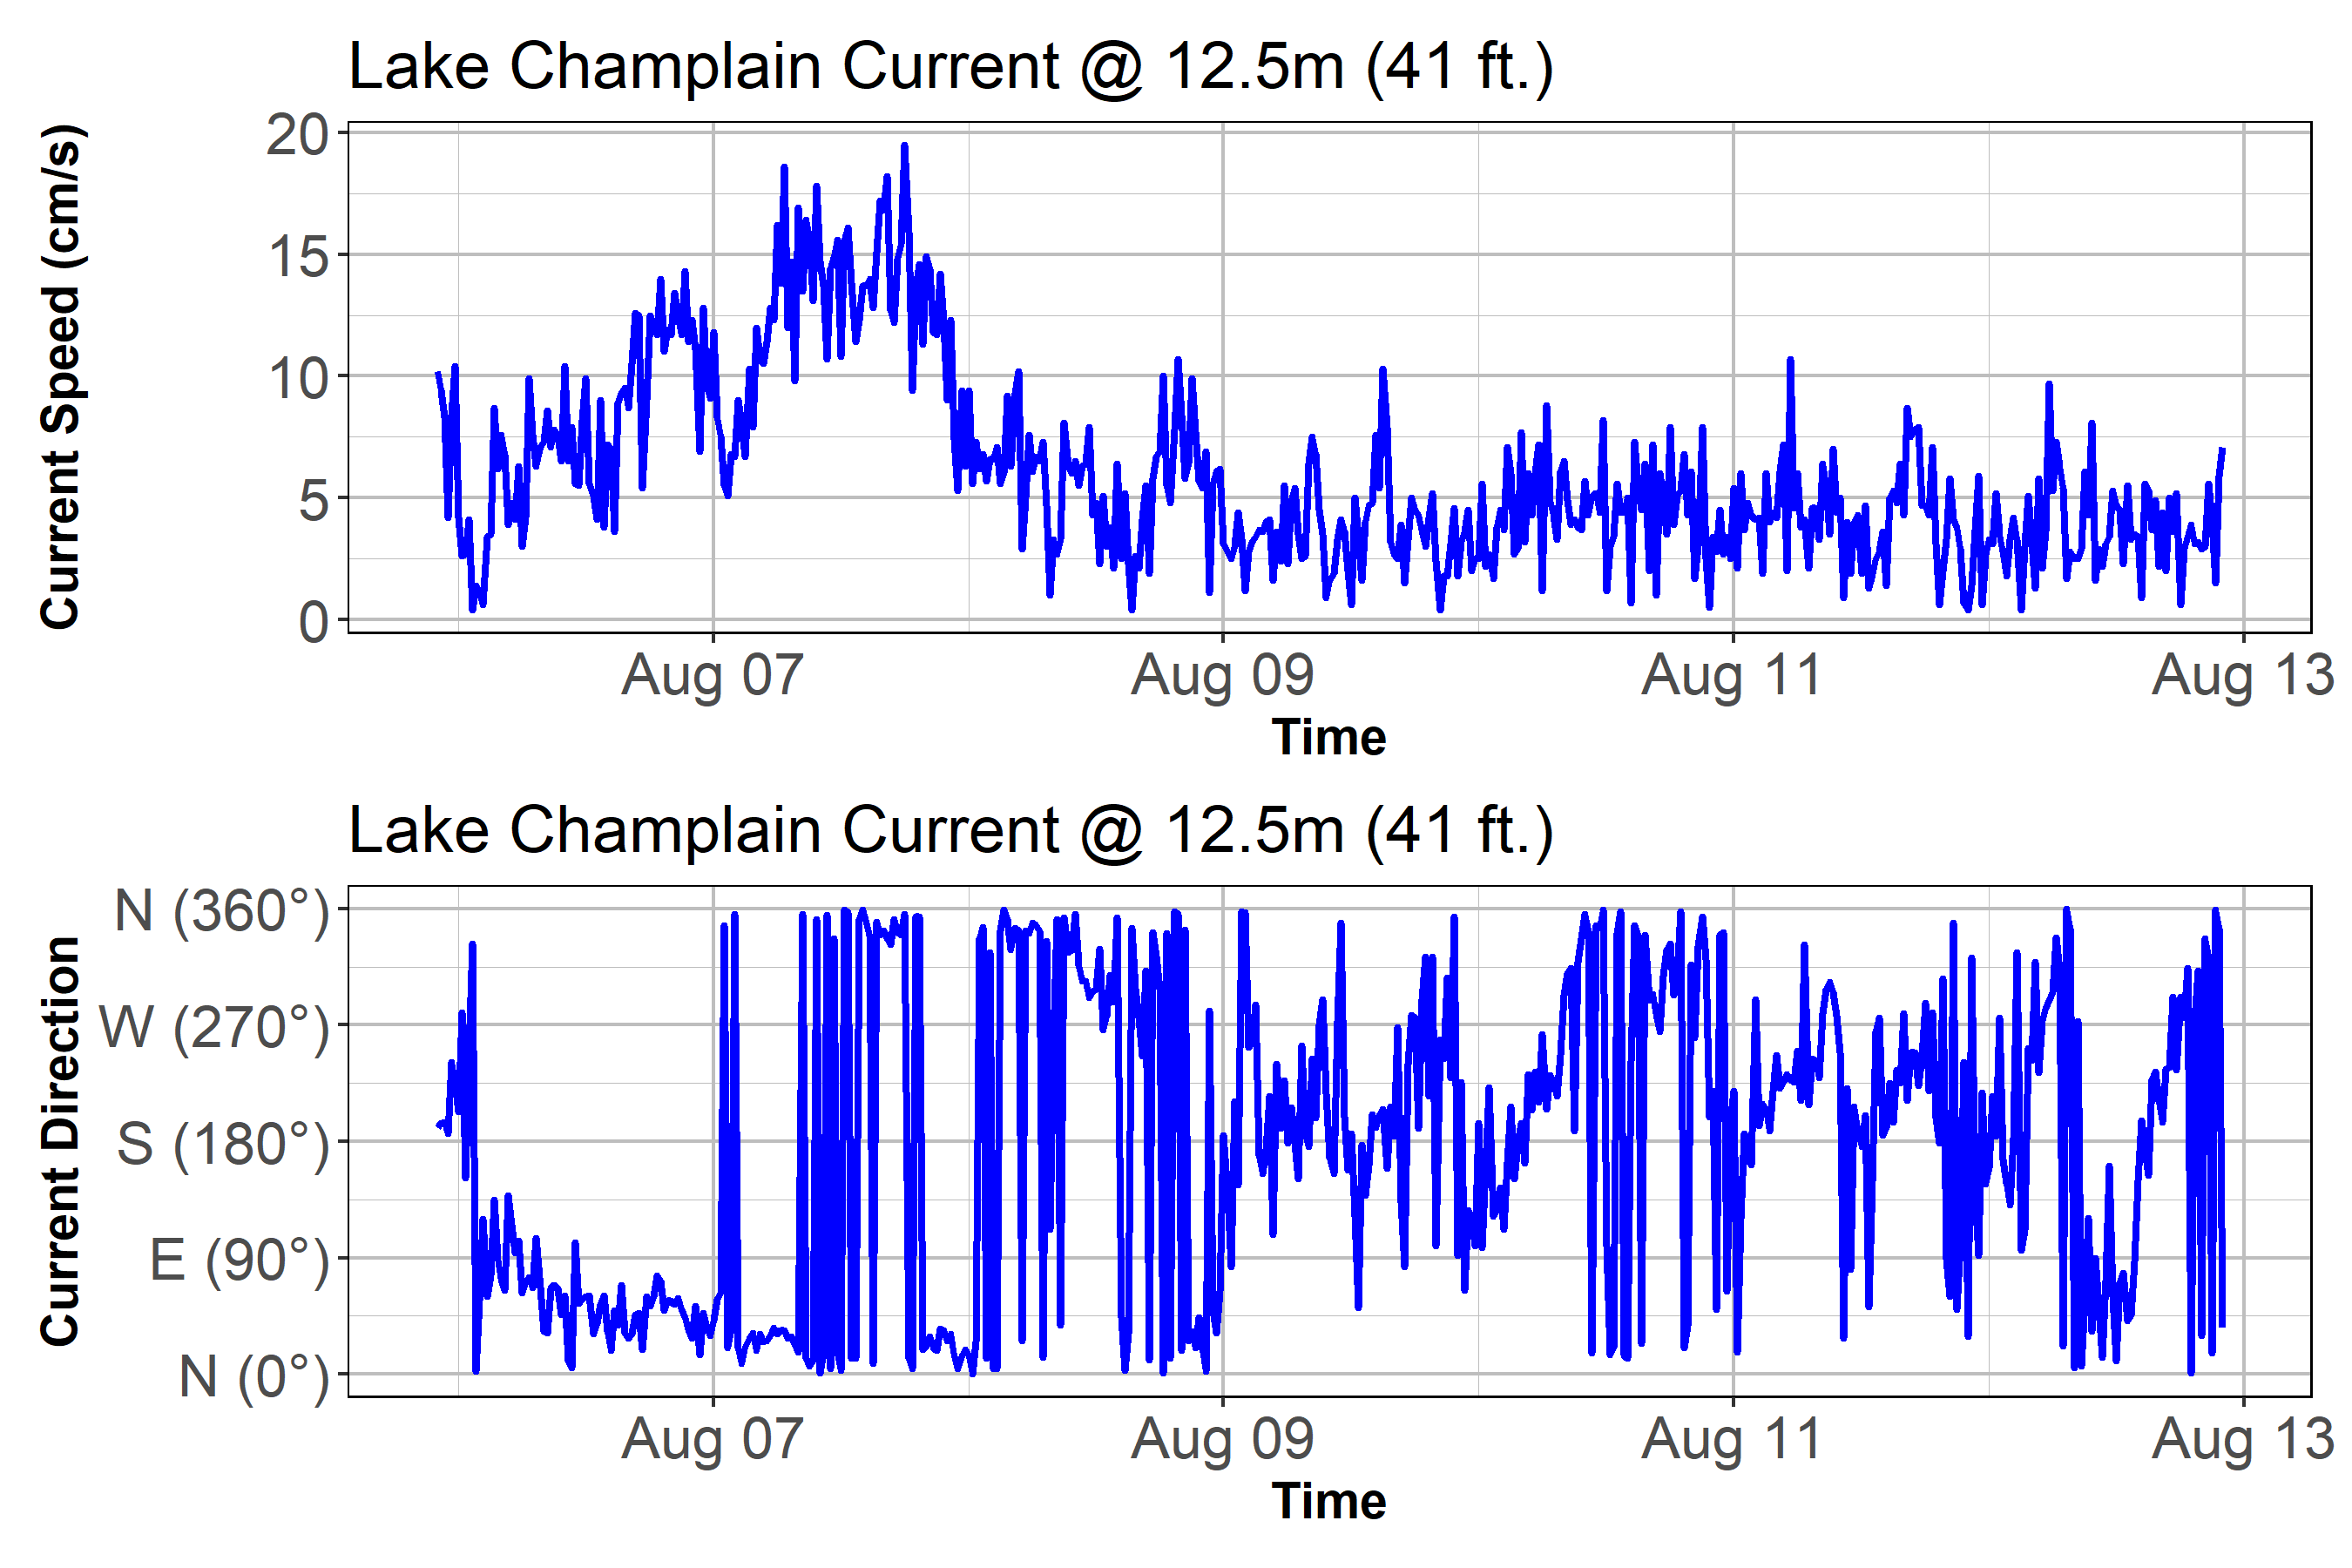 Lake Champlain Current @ 12.5m (41 ft.)
Current Speed (cm/s)
20
15
10
5
0
Aug 07 Aug 09 Aug 11 Aug 13
Time
Lake Champlain Current @ 12.5m (41 ft.)
Current Direction
N (360°)
W (270°)
S (180°)
E (90°)
N (0°)
Aug 07 Aug 09 Aug 11 Aug 13
Time